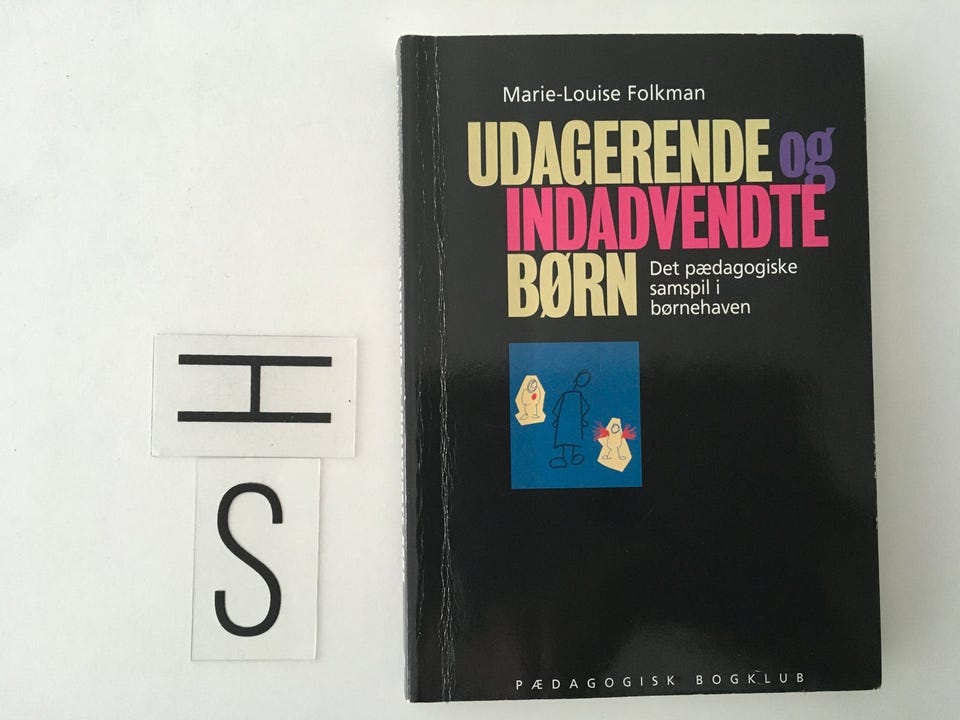 Marie-Louise Folkman
UDAGERENDE og
INDADVENDTE
BØRN
Det pædagogiske
samspil i
børnehaven
PÆDAGOGISK BOGKLUB
H
S